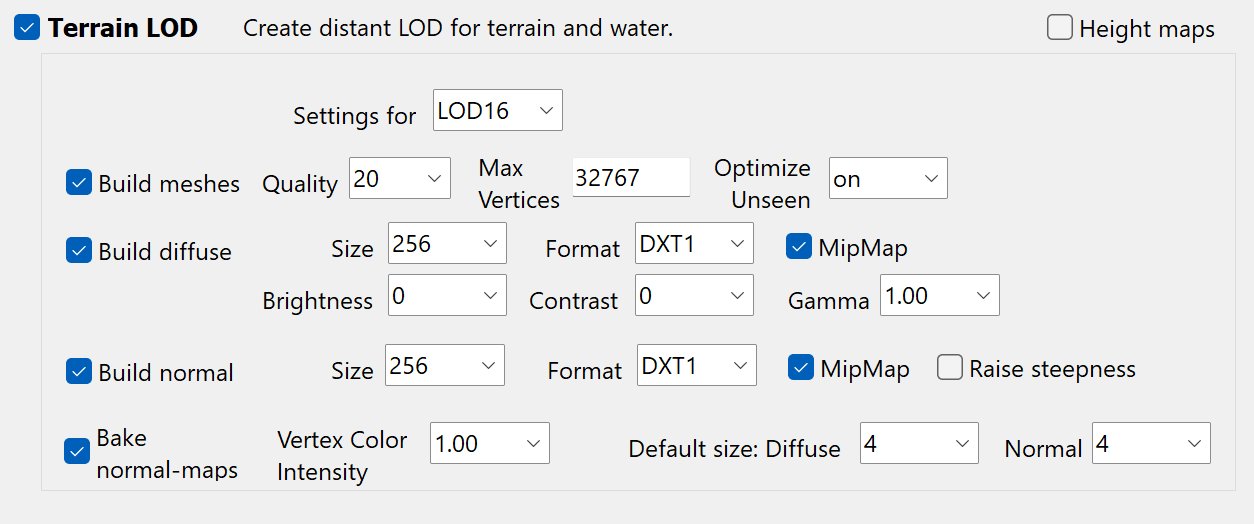 Terrain LOD Create distant LOD for terrain and water. Height maps
Settings for LOD16
Build meshes Quality 20 Max Vertices 32767 Optimize Unseen on
Build diffuse Size 256 Format DXT1 MipMap
Brightness 0 Contrast 0 Gamma 1.00
Build normal Size 256 Format DXT1 MipMap Raise steepness
Bake normal-maps Vertex Color Intensity 1.00 Default size: Diffuse 4 Normal 4